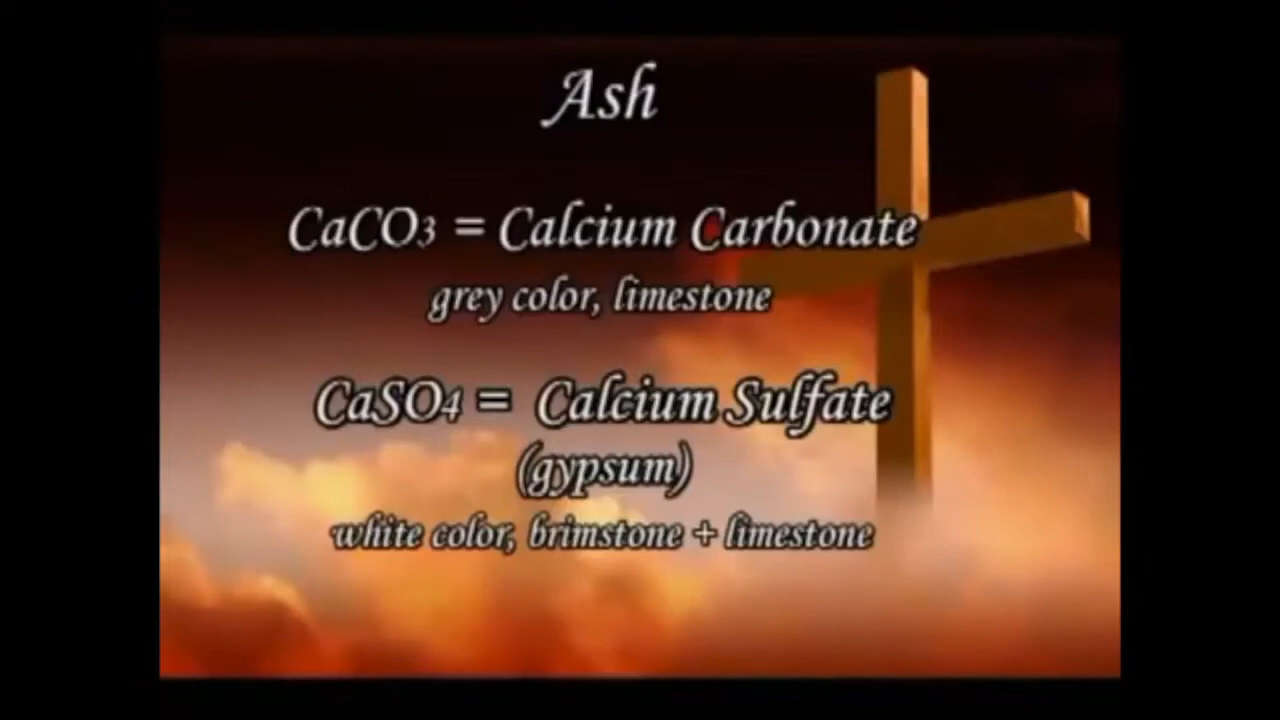 Ash
CaCO3 = Calcium Carbonate
grey color, limestone
CaSO4 = Calcium Sulfate
(gypsum)
white color, brimstone + limestone